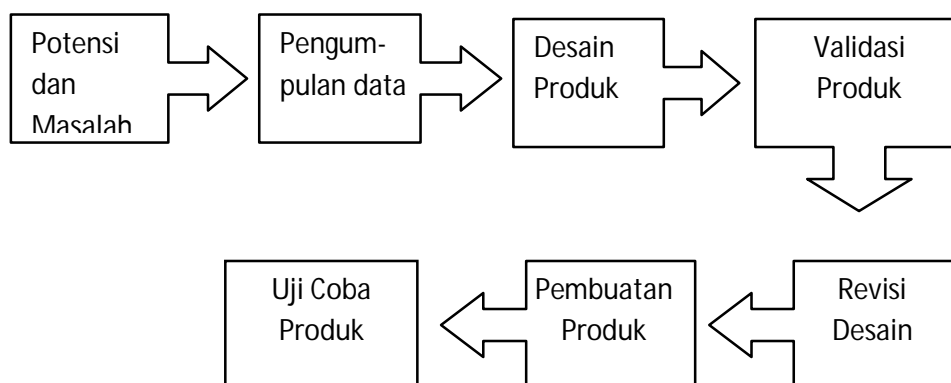 Potensi
dan
Masalah
Pengum-
pulan data
Desain
Produk
Validasi
Produk
Uji Coba
Produk
Pembuatan
Produk
Revisi
Desain